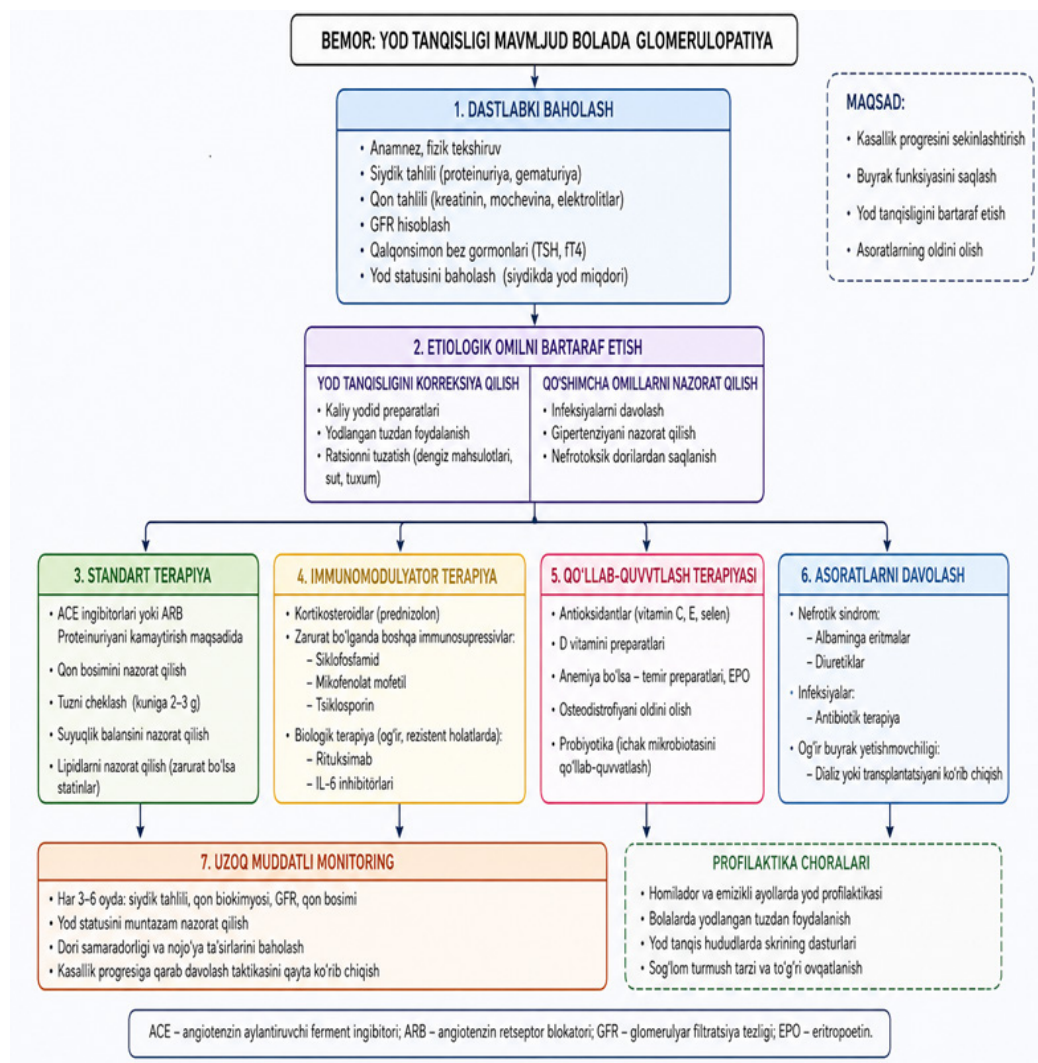 BEMOR: YOD TANQISLIGI MAVM.JUD BOLADA GLOMERULOPATIYA
1. DASTLABKI BAHOLASH
• Anamnez, fizik tekshiruv
• Siydik tahlili (proteinuriya, gematuriya)
• Qon tahlili (kreatinin, mochevina, elektrolitlar)
• GFR hisoblash
• Qalqonsimon bez gormonlari (TSH, fT4)
• Yod statusini baholash (siydikda yod miqdori)
MAQSAD:
• Kasallik progresini sekinlashtirish
• Buyrak funksiyasini saqlash
• Yod tanqisligini bartaraf etish
• Asoratlarning oldini olish
2. ETIOLOGIK OMILNI BARTARAF ETISH
YOD TANQISLIGINI KORREKSIYA QILISH
• Kaliy yodid preparatlari
• Yodlangan tuzdan foydalanish
• Ratsionni tuzatish (dengiz mahsulotlari,
sut, tuxum)
QO'SHIMCHA OMILLARNI NAZORAT QILISH
• Infeksiyalarni davolash
• Gipertenziyani nazorat qilish
• Nefrotoksik dorilardan saqlanish
3. STANDART TERAPIYA
• ACE ingibitorlari yoki ARB
Proteinuriyani kamaytirish maqsadida
• Qon bosimini nazorat qilish
• Tuzni cheklash (kuniga 2–3 g)
• Suyuqlik balansini nazorat qilish
• Lipidlarni nazorat qilish (zarurat bo'lsa
statinlar)
4. IMMUNOMODULYATOR TERAPIYA
• Kortikosteroidlar (prednizolon)
• Zarurat bo'lganda boshqa immunosupressivlar:
– Siklofosfamid
– Mikofenolat mofetil
– Tsiklosporin
• Biologik terapiya (og'ir, rezistent holatlarda):
– Rituksimab
– IL-6 inhibitórlari
5. QO'LLAB-QUVVTLASH TERAPIYASI
• Antioksidantlar (vitamin C, E, selen)
• D vitamini preparatlari
• Anemiya bo'lsa – temir preparatlari, EPO
• Osteodistrofiyani oldini olish
• Probiyotika (ichak mikrobiotasini
qo'llab-quvvatlash)
6. ASORATLARNI DAVOLASH
• Nefrotik sindrom:
– Albaminga eritmalar
– Diuretiklar
• Infeksiyalar:
– Antibiotik terapiya
• Og'ir buyrak yetishmovchiligi:
– Dializ yoki transplantatsiyani ko'rib chiqish
7. UZOQ MUDDATLI MONITORING
• Har 3–6 oyda: siydik tahlili, qon biokimyosi, GFR, qon bosimi
• Yod statusini muntazam nazorat qilish
• Dori samaradorligi va nojo'ya ta'sirlarini baholash
• Kasallik progresiga qarab davolash taktikasini qayta ko'rib chiqish
PROFILAKTIKA CHORALARI
• Homilador va emizikli ayollarda yod profilaktikasi
• Bolalarda yodlangan tuzdan foydalanish
• Yod tanqis hududlarda skrining dasturlari
• Sog'lom turmush tarzi va to'g'ri ovqatlanish
ACE – angiotenzin aylantiruvchi ferment ingibitori; ARB – angiotenzin retseptor blokatori; GFR – glomerulyar filtratsiya tezligi; EPO – eritropoetin.